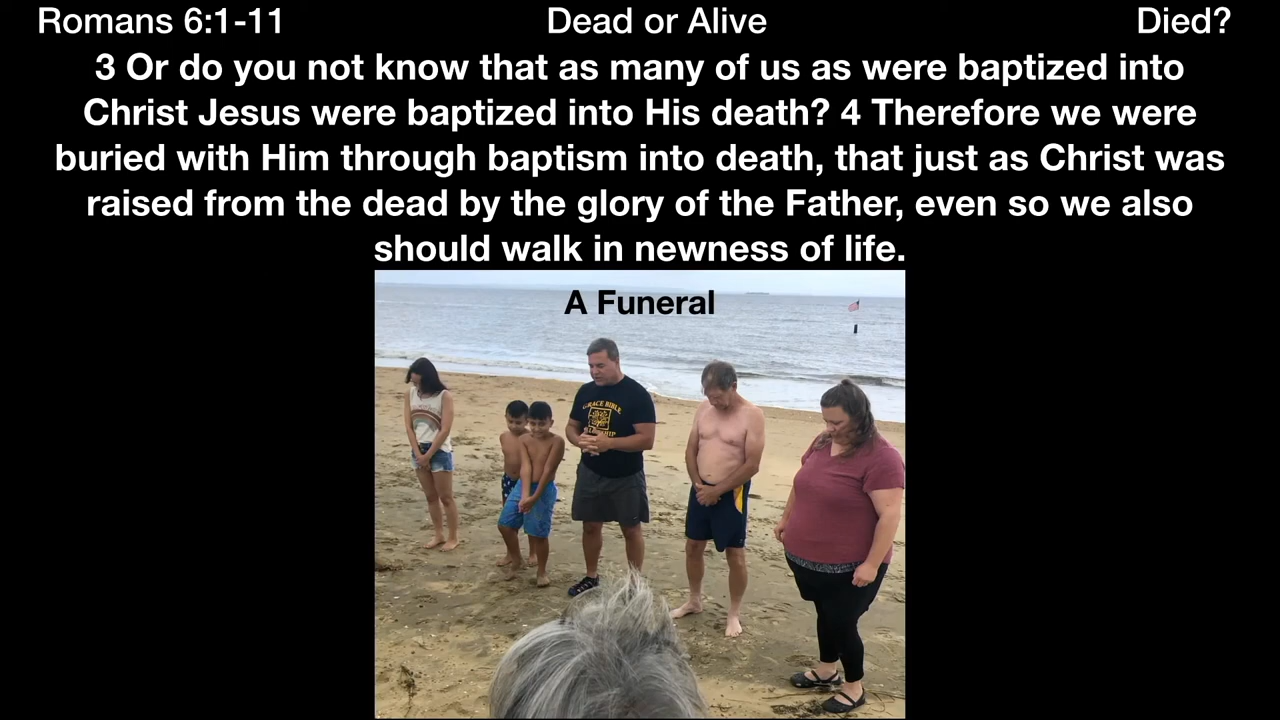 Romans 6:1-11 Dead or Alive Died?
3 Or do you not know that as many of us as were baptized into
Christ Jesus were baptized into His death? 4 Therefore we were
buried with Him through baptism into death, that just as Christ was
raised from the dead by the glory of the Father, even so we also
should walk in newness of life.
A Funeral
GRACE BIBLE